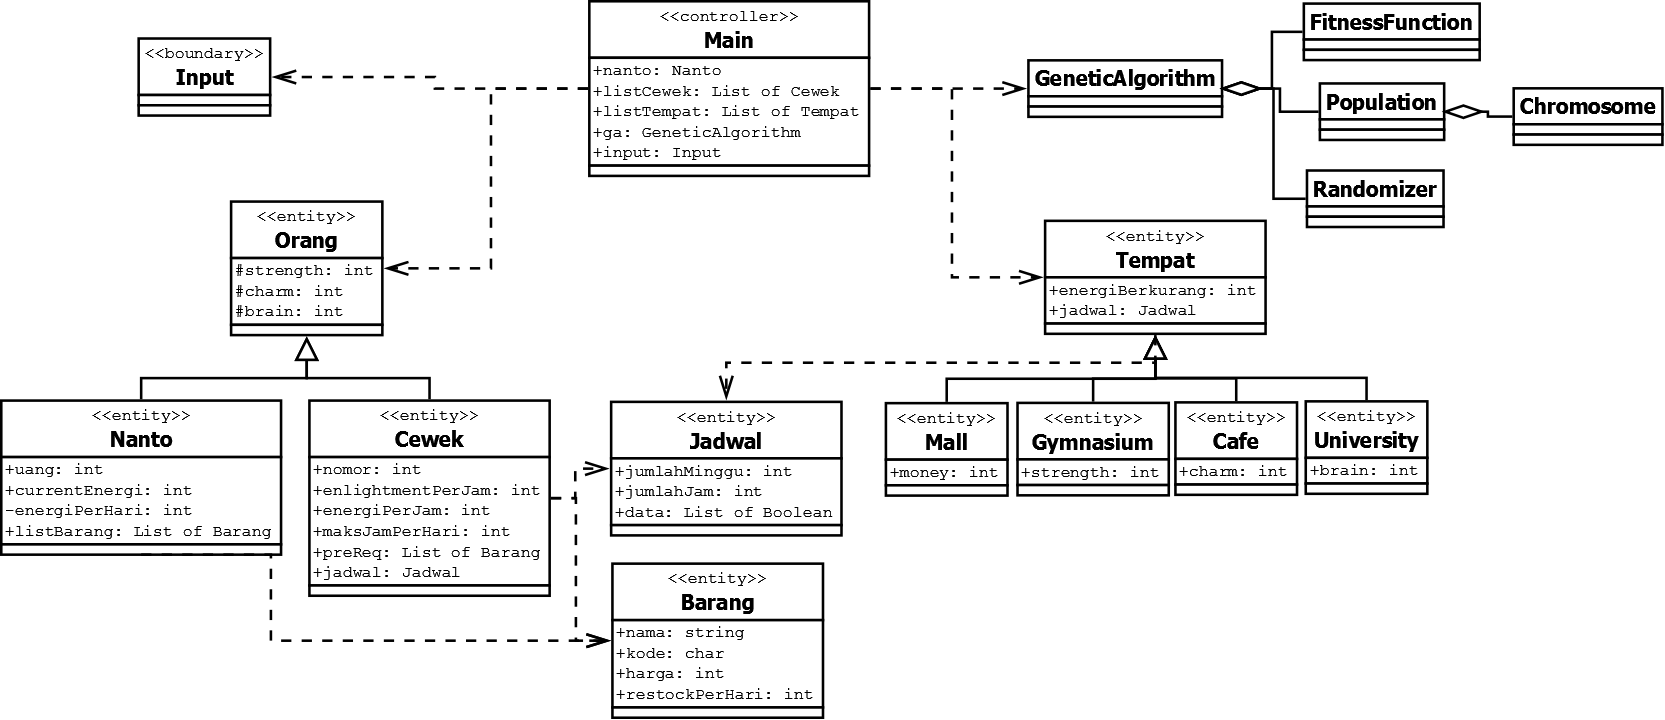 <<controller>>
Main
+nanto: Nanto
+listCewek: List of Cewek
+listTempat: List of Tempat
+ga: GeneticAlgorithm
+input: Input
<<boundary>>
Input
GeneticAlgorithm
FitnessFunction
Population
Chromosome
Randomizer
<<entity>>
Orang
#strength: int
#charm: int
#brain: int
<<entity>>
Tempat
+energiBerkurang: int
+jadwal: Jadwal
<<entity>>
Nanto
+uang: int
+currentEnergi: int
-energiPerHari: int
+listBarang: List of Barang
<<entity>>
Cewek
+nomor: int
+enlightmentPerJam: int
+energiPerJam: int
+maksJamPerHari: int
+preReq: List of Barang
+jadwal: Jadwal
<<entity>>
Jadwal
+jumlahMinggu: int
+jumlahJam: int
+data: List of Boolean
<<entity>>
Mall
+money: int
<<entity>>
Gymnasium
+strength: int
<<entity>>
Cafe
+charm: int
<<entity>>
University
+brain: int
<<entity>>
Barang
+nama: string
+kode: char
+harga: int
+restockPerHari: int